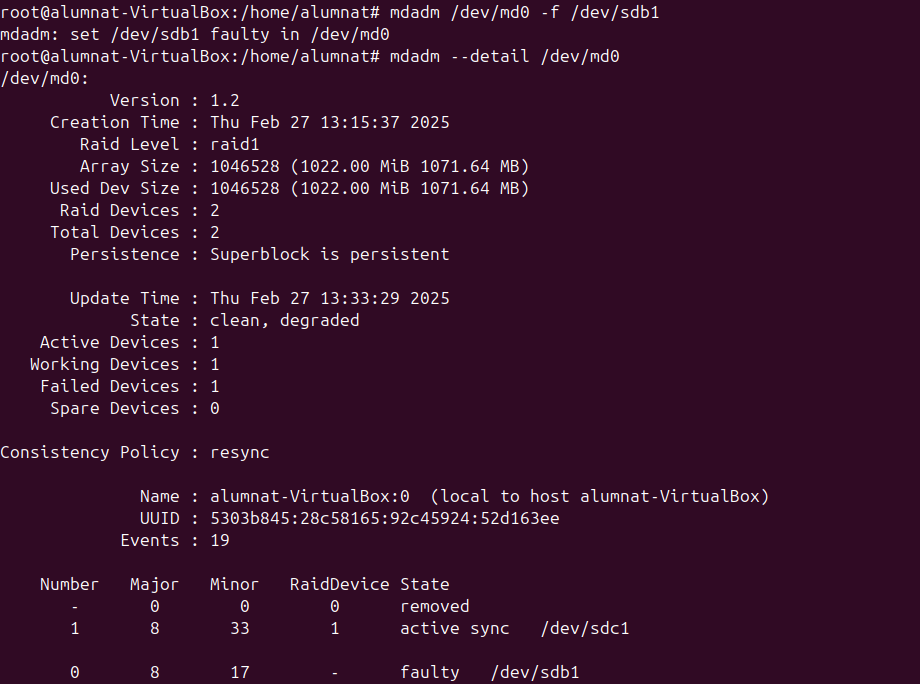 root@alumnat-VirtualBox:/home/alumnat# mdadm /dev/md0 -f /dev/sdb1
mdadm: set /dev/sdb1 faulty in /dev/md0
root@alumnat-VirtualBox:/home/alumnat# mdadm --detail /dev/md0
/dev/md0:
Version : 1.2
Creation Time : Thu Feb 27 13:15:37 2025
Raid Level : raid1
Array Size : 1046528 (1022.00 MiB 1071.64 MB)
Used Dev Size : 1046528 (1022.00 MiB 1071.64 MB)
Raid Devices : 2
Total Devices : 2
Persistence : Superblock is persistent
Update Time : Thu Feb 27 13:33:29 2025
State : clean, degraded
Active Devices : 1
Working Devices : 1
Failed Devices : 1
Spare Devices : 0
Consistency Policy : resync
Name : alumnat-VirtualBox:0 (local to host alumnat-VirtualBox)
UUID : 5303b845:28c58165:92c45924:52d163ee
Events : 19
Number Major Minor RaidDevice State
- 0 0 0 removed
1 8 33 1 active sync /dev/sdc1
0 8 17 - faulty /dev/sdb1